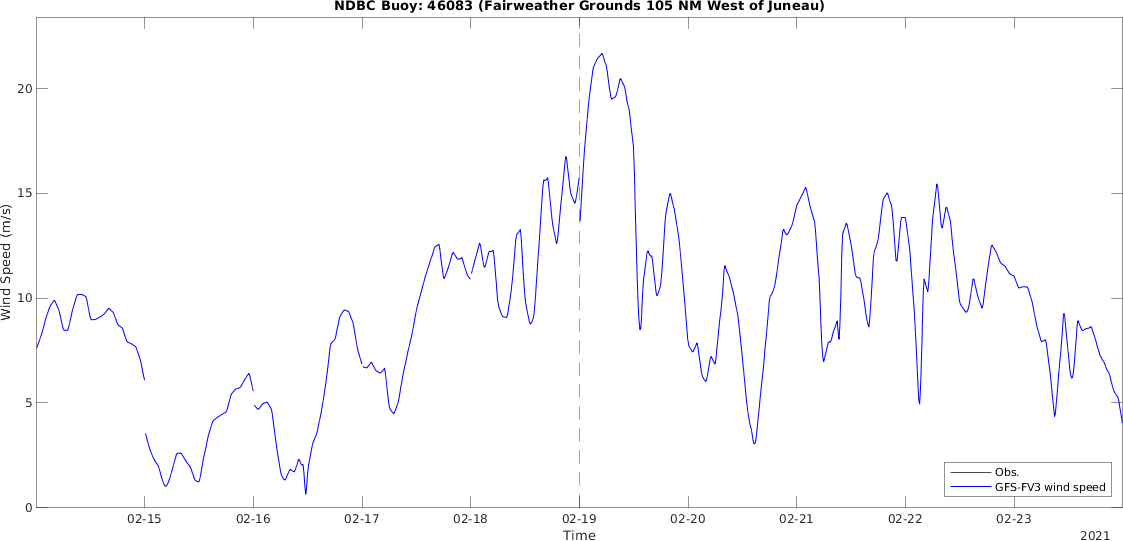 NDBC Buoy: 46083 (Fairweather Grounds 105 NM West of Juneau)
Wind Speed (m/s)
20
15
10
5
0
02-15 02-16 02-17 02-18 02-19 02-20 02-21 02-22 02-23
Time
2021
Obs.
GFS-FV3 wind speed